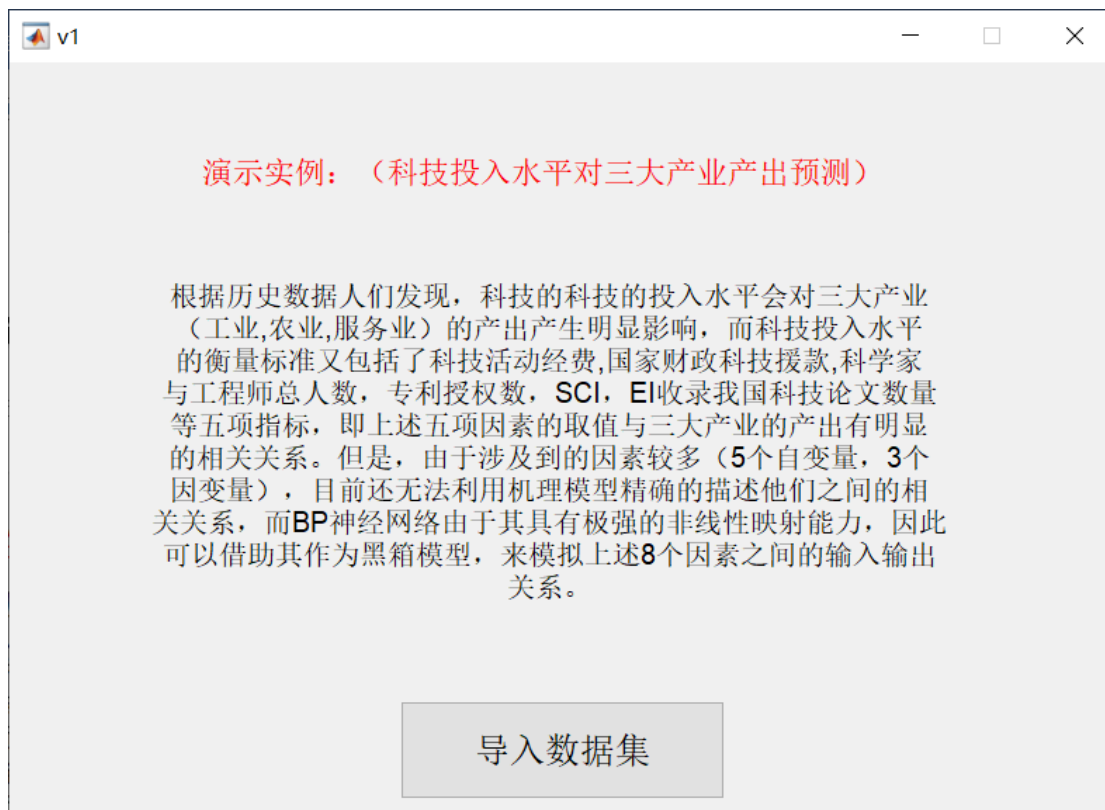 v1
演示实例：（科技投入水平对三大产业产出预测）
根据历史数据人们发现，科技的科技的投入水平会对三大产业
（工业,农业,服务业）的产出产生明显影响，而科技投入水平
的衡量标准又包括了科技活动经费,国家财政科技援款,科学家
与工程师总人数，专利授权数，SCI，EI收录我国科技论文数量
等五项指标，即上述五项因素的取值与三大产业的产出有明显
的相关关系。但是，由于涉及到的因素较多（5个自变量，3个
因变量），目前还无法利用机理模型精确的描述他们之间的相
关关系，而BP神经网络由于其具有极强的非线性映射能力，因此
可以借助其作为黑箱模型，来模拟上述8个因素之间的输入输出
关系。
导入数据集